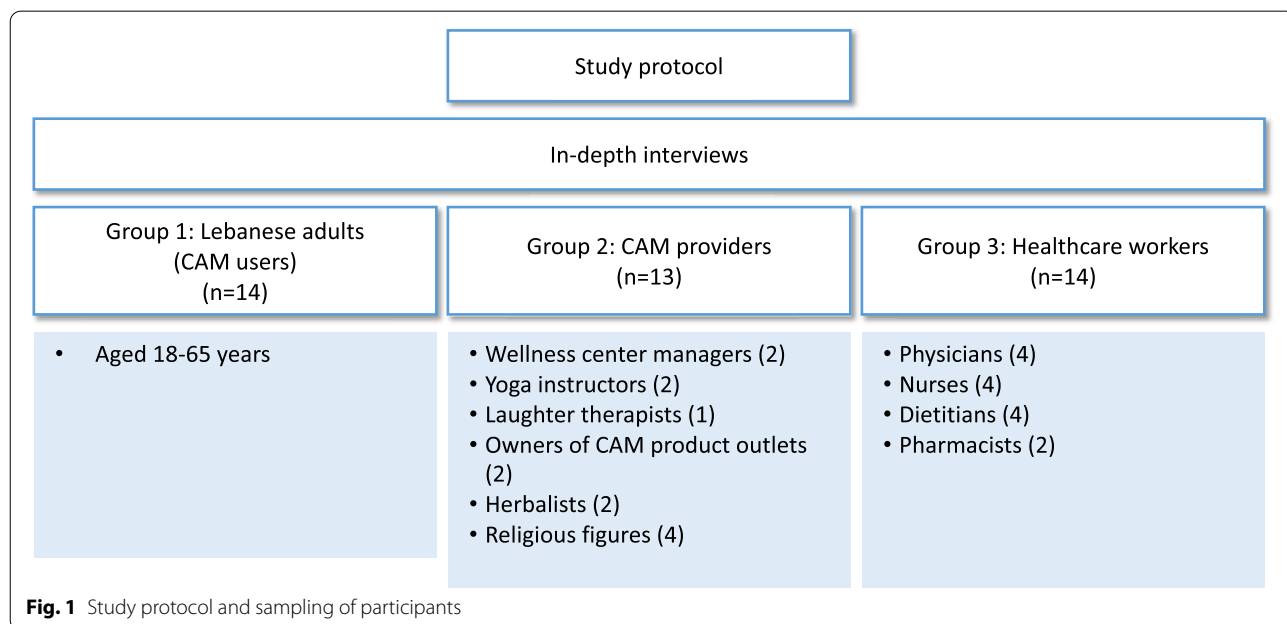 Study protocol
In-depth interviews
Group 1: Lebanese adults
(CAM users)
(n=14)
• Aged 18-65 years
Group 2: CAM providers
(n=13)
• Wellness center managers (2)
• Yoga instructors (2)
• Laughter therapists (1)
• Owners of CAM product outlets
(2)
• Herbalists (2)
• Religious figures (4)
Group 3: Healthcare workers
(n=14)
• Physicians (4)
• Nurses (4)
• Dietitians (4)
• Pharmacists (2)
Fig. 1 Study protocol and sampling of participants